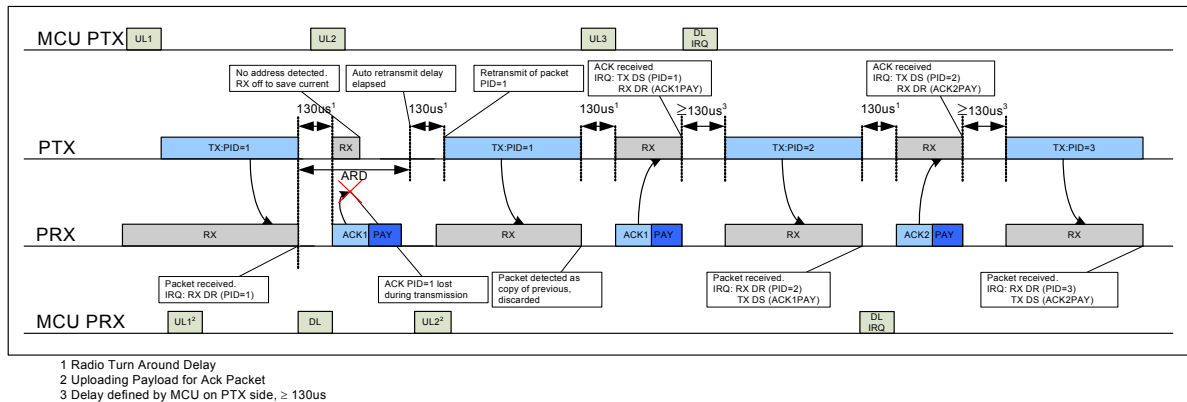 MCU PTX
UL1
UL2
UL3
DL
IRQ
No address detected.
RX off to save current
Auto retransmit delay
elapsed
Retransmit of packet
PID=1
ACK received
IRQ: TX DS (PID=1)
RX DR (ACK1PAY)
ACK received
IRQ: TX DS (PID=2)
RX DR (ACK2PAY)
130us¹
130us¹
130us¹
≥130us³
130us¹
≥130us³
PTX
TX:PID=1
RX
TX:PID=1
RX
TX:PID=2
RX
TX:PID=3
ARD
PRX
RX
ACK1
PAY
RX
ACK1
PAY
RX
ACK2
PAY
RX
Packet received.
IRQ: RX DR (PID=1)
ACK PID=1 lost
during transmission
Packet detected as
copy of previous,
discarded
Packet received.
IRQ: RX DR (PID=2)
TX DS (ACK1PAY)
Packet received.
IRQ: RX DR (PID=3)
TX DS (ACK2PAY)
MCU PRX
UL1²
DL
UL2²
DL
IRQ
1 Radio Turn Around Delay
2 Uploading Payload for Ack Packet
3 Delay defined by MCU on PTX side, ≥ 130us